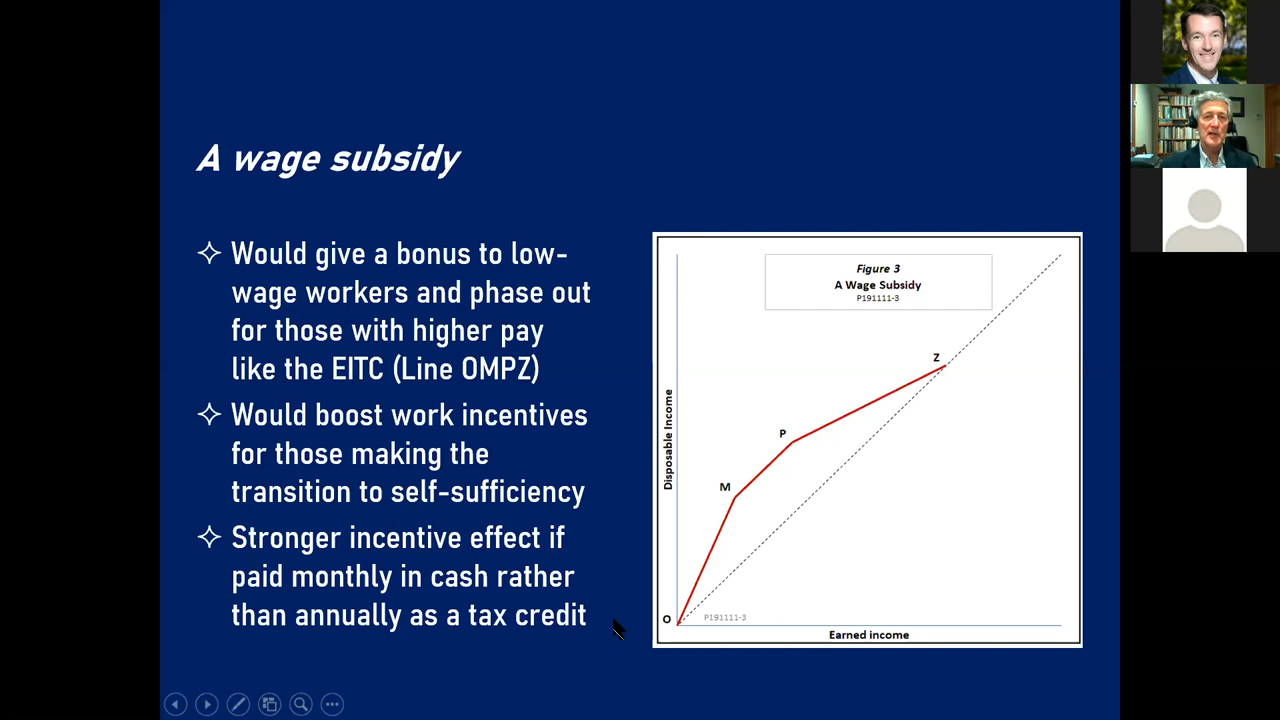 A wage subsidy
✧ Would give a bonus to low-
wage workers and phase out
for those with higher pay
like the EITC (Line OMPZ)
✧ Would boost work incentives
for those making the
transition to self-sufficiency
✧ Stronger incentive effect if
paid monthly in cash rather
than annually as a tax credit
Figure 3
A Wage Subsidy
P191111-3
Z
P
M
O
Disposable Income
P191111-3
Earned income